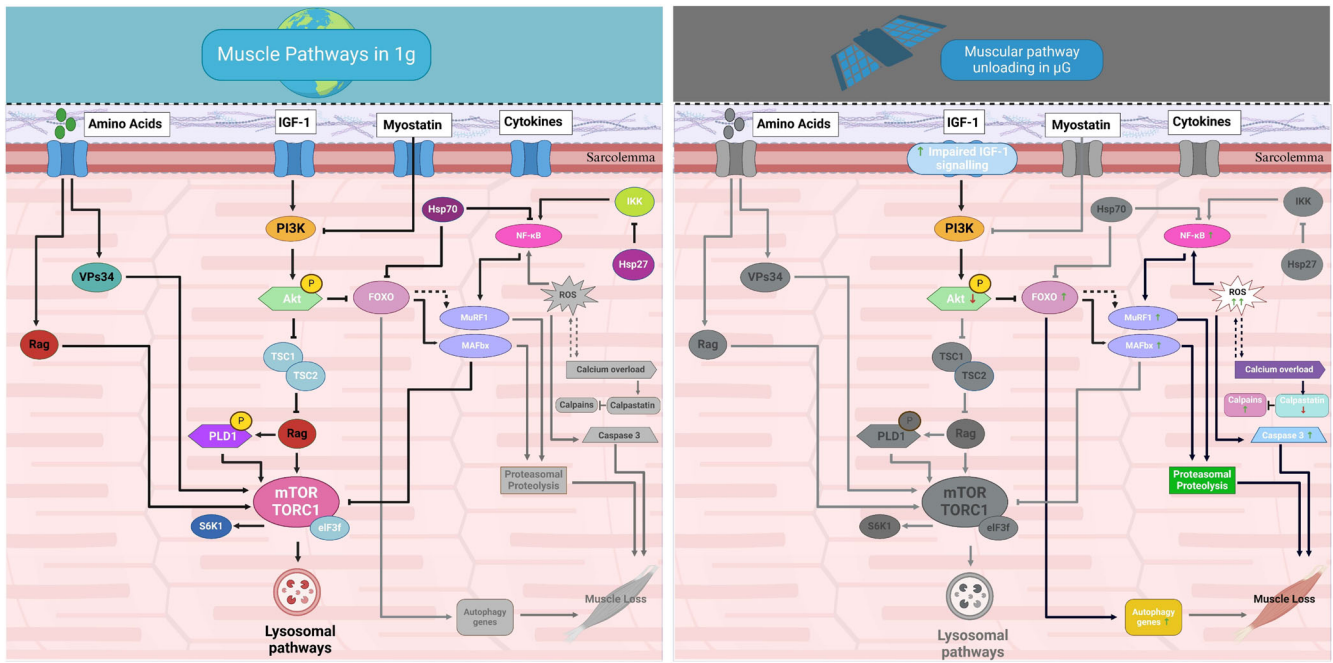 Muscle Pathways in 1g
Amino Acids
IGF-1
Myostatin
Cytokines
Sarcolemma
Hsp70
IKK
PI3K
NF-κB
Hsp27
VPs34
P
Akt
FOXO
ROS
MuRF1
Rag
MAFbx
TSC1
TSC2
Calcium overload
Calpains
Calpastatin
P
PLD1
Rag
Caspase 3
Proteasomal
Proteolysis
mTOR
TORC1
S6K1
eIF3f
Muscle Loss
Autophagy
genes
Lysosomal
pathways
Muscular pathway
unloading in µG
Amino Acids
IGF-1
Myostatin
Cytokines
↑ Impaired IGF-1
signalling
Sarcolemma
Hsp70
IKK
PI3K
NF-κB ↑
Hsp27
VPs34
P
Akt ↓
FOXO ↑
ROS
↑↑
MuRF1 ↑
Rag
MAFbx ↑
TSC1
TSC2
Calcium overload
Calpains
↑
Calpastatin
↓
P
PLD1
Rag
Caspase 3 ↑
Proteasomal
Proteolysis
mTOR
TORC1
S6K1
eIF3f
Muscle Loss
Autophagy
genes ↑
Lysosomal
pathways